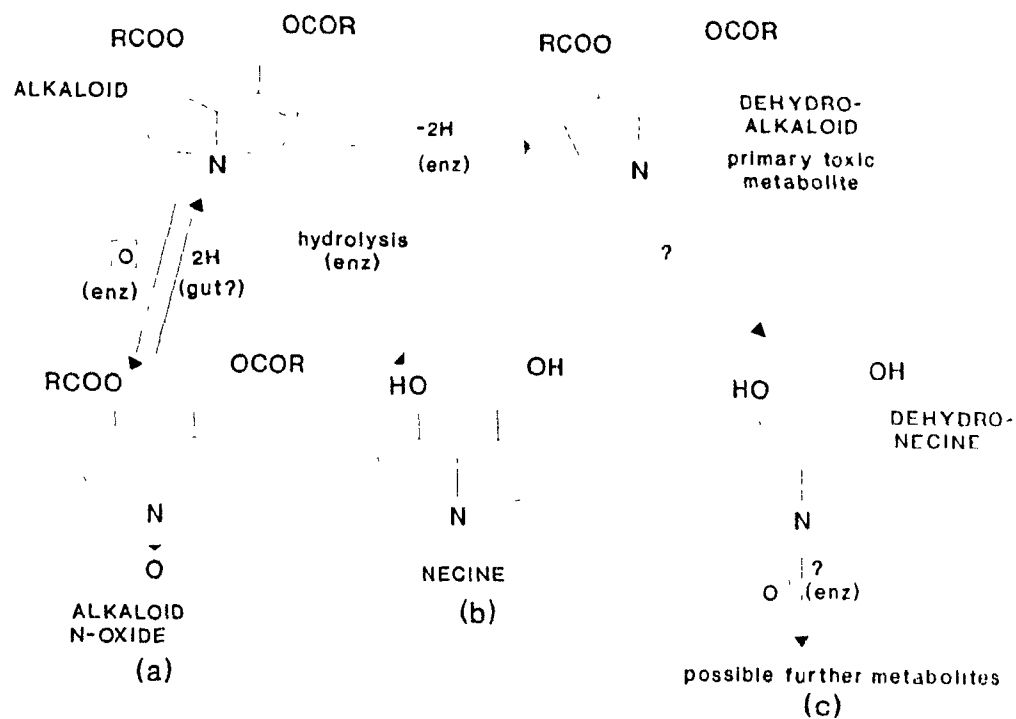 RCOO
OCOR
ALKALOID
N
-2H
(enz)
RCOO
OCOR
DEHYDRO-
ALKALOID
primary toxic
metabolite
N
O
(enz)
2H
(gut?)
hydrolysis
(enz)
?
RCOO
OCOR
N
O
ALKALOID
N-OXIDE
(a)
HO
OH
N
NECINE
(b)
HO
OH
DEHYDRO-
NECINE
N
O
?
(enz)
possible further metabolites
(c)